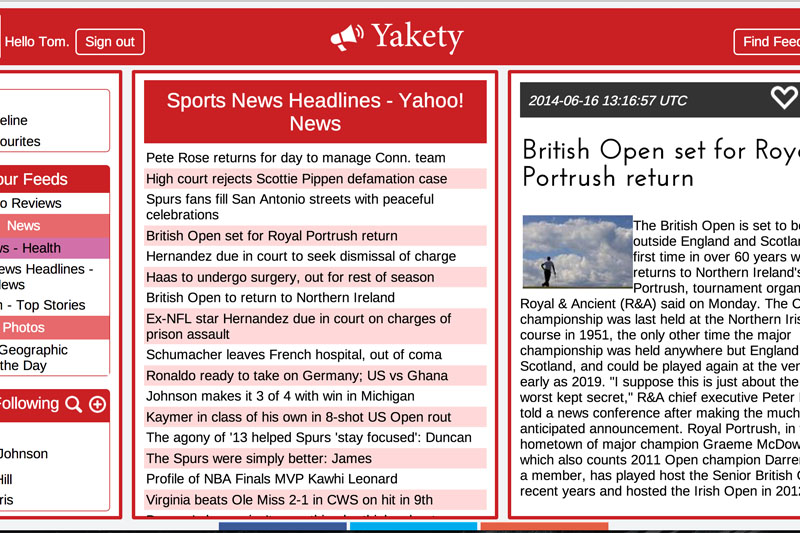 Hello Tom.
Sign out
Yakety
Find Feed
eline
ourites
our Feeds
o Reviews
News
s - Health
ews Headlines -
ews
n - Top Stories
Photos
Geographic
the Day
Following
Johnson
Hill
ris
Sports News Headlines - Yahoo!
News
Pete Rose returns for day to manage Conn. team
High court rejects Scottie Pippen defamation case
Spurs fans fill San Antonio streets with peaceful
celebrations
British Open set for Royal Portrush return
Hernandez due in court to seek dismissal of charge
Haas to undergo surgery, out for rest of season
British Open to return to Northern Ireland
Ex-NFL star Hernandez due in court on charges of
prison assault
Schumacher leaves French hospital, out of coma
Ronaldo ready to take on Germany; US vs Ghana
Johnson makes it 3 of 4 with win in Michigan
Kaymer in class of his own in 8-shot US Open rout
The agony of '13 helped Spurs 'stay focused': Duncan
The Spurs were simply better: James
Profile of NBA Finals MVP Kawhi Leonard
Virginia beats Ole Miss 2-1 in CWS on hit in 9th
2014-06-16 13:16:57 UTC
British Open set for Roya
Portrush return
The British Open is set to be
outside England and Scotlan
first time in over 60 years w
returns to Northern Ireland's
Portrush, tournament organ
Royal & Ancient (R&A) said on Monday. The O
championship was last held at the Northern Iris
course in 1951, the only other time the major
championship was held anywhere but England
Scotland, and could be played again at the ver
early as 2019. "I suppose this is just about the
worst kept secret," R&A chief executive Peter
told a news conference after making the much
anticipated announcement. Royal Portrush, in
hometown of major champion Graeme McDow
which also counts 2011 Open champion Darre
a member, has played host the Senior British O
recent years and hosted the Irish Open in 2012